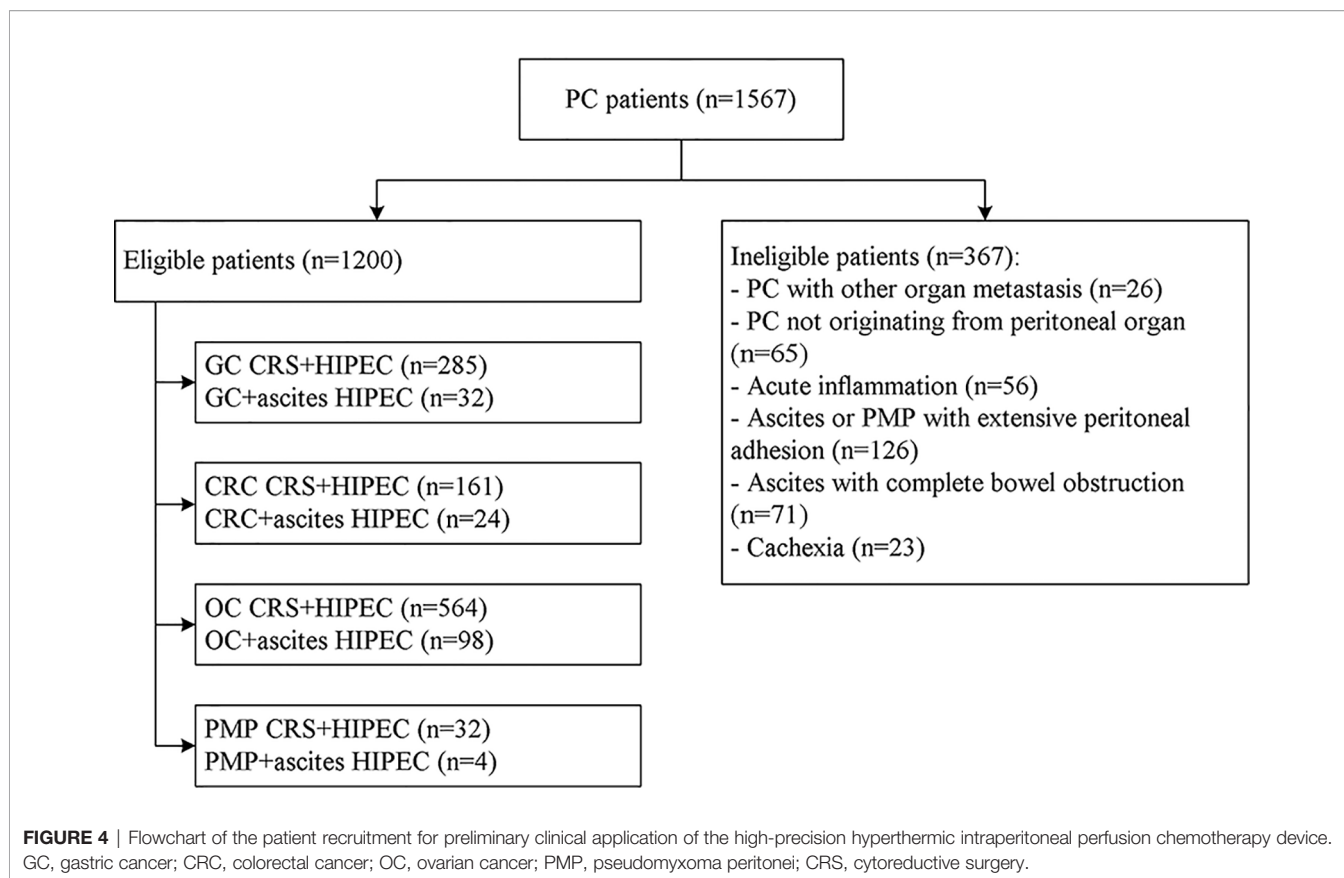 PC patients (n=1567)
Eligible patients (n=1200)
GC CRS+HIPEC (n=285)
GC+ascites HIPEC (n=32)
CRC CRS+HIPEC (n=161)
CRC+ascites HIPEC (n=24)
OC CRS+HIPEC (n=564)
OC+ascites HIPEC (n=98)
PMP CRS+HIPEC (n=32)
PMP+ascites HIPEC (n=4)
Ineligible patients (n=367):
- PC with other organ metastasis (n=26)
- PC not originating from peritoneal organ
(n=65)
- Acute inflammation (n=56)
- Ascites or PMP with extensive peritoneal
adhesion (n=126)
- Ascites with complete bowel obstruction
(n=71)
- Cachexia (n=23)
FIGURE 4 | Flowchart of the patient recruitment for preliminary clinical application of the high-precision hyperthermic intraperitoneal perfusion chemotherapy device.
GC, gastric cancer; CRC, colorectal cancer; OC, ovarian cancer; PMP, pseudomyxoma peritonei; CRS, cytoreductive surgery.